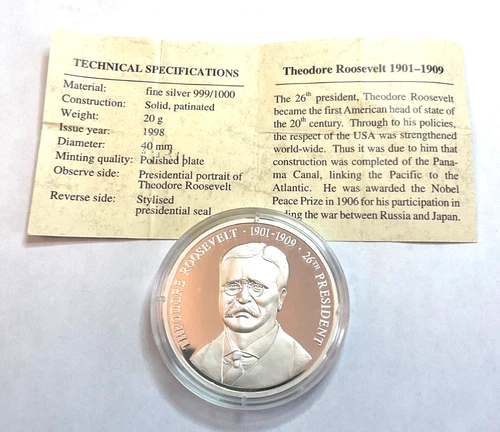 TECHNICAL SPECIFICATIONS
Material: fine silver 999/1000
Construction: Solid, patinated
Weight: 20 g
Issue year: 1998
Diameter: 40 mm
Minting quality: Polished plate
Observe side: Presidential portrait of
Theodore Roosevelt
Reverse side: Stylised
presidential seal
Theodore Roosevelt 1901–1909
The 26th president, Theodore Roosevelt
became the first American head of state of
the 20th century. Through to his policies,
the respect of the USA was strengthened
world-wide. Thus it was due to him that
construction was completed of the Pana-
ma Canal, linking the Pacific to the
Atlantic. He was awarded the Nobel
Peace Prize in 1906 for his participation in
the war between Russia and Japan.
THEODORE ROOSEVELT · 1901-1909 · 26TH PRESIDENT